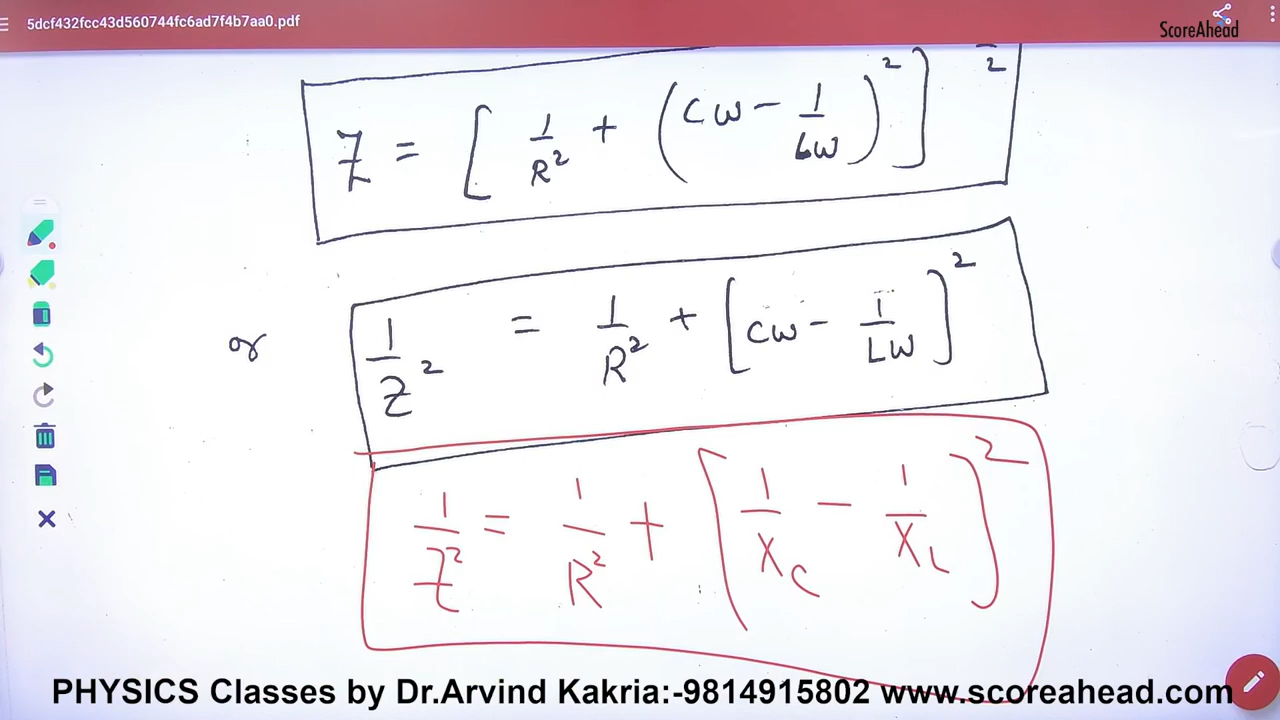 5dcf432fcc43d560744fc6ad7f4b7aa0.pdf
ScoreAhead
Z = [ 1/R² + (Cω − 1/Lω)² ] ‾2
or 1/Z² = 1/R² + [Cω − 1/Lω]²
1/Z² = 1/R² + [1/X_C − 1/X_L]²
PHYSICS Classes by Dr.Arvind Kakria:-9814915802 www.scoreahead.com